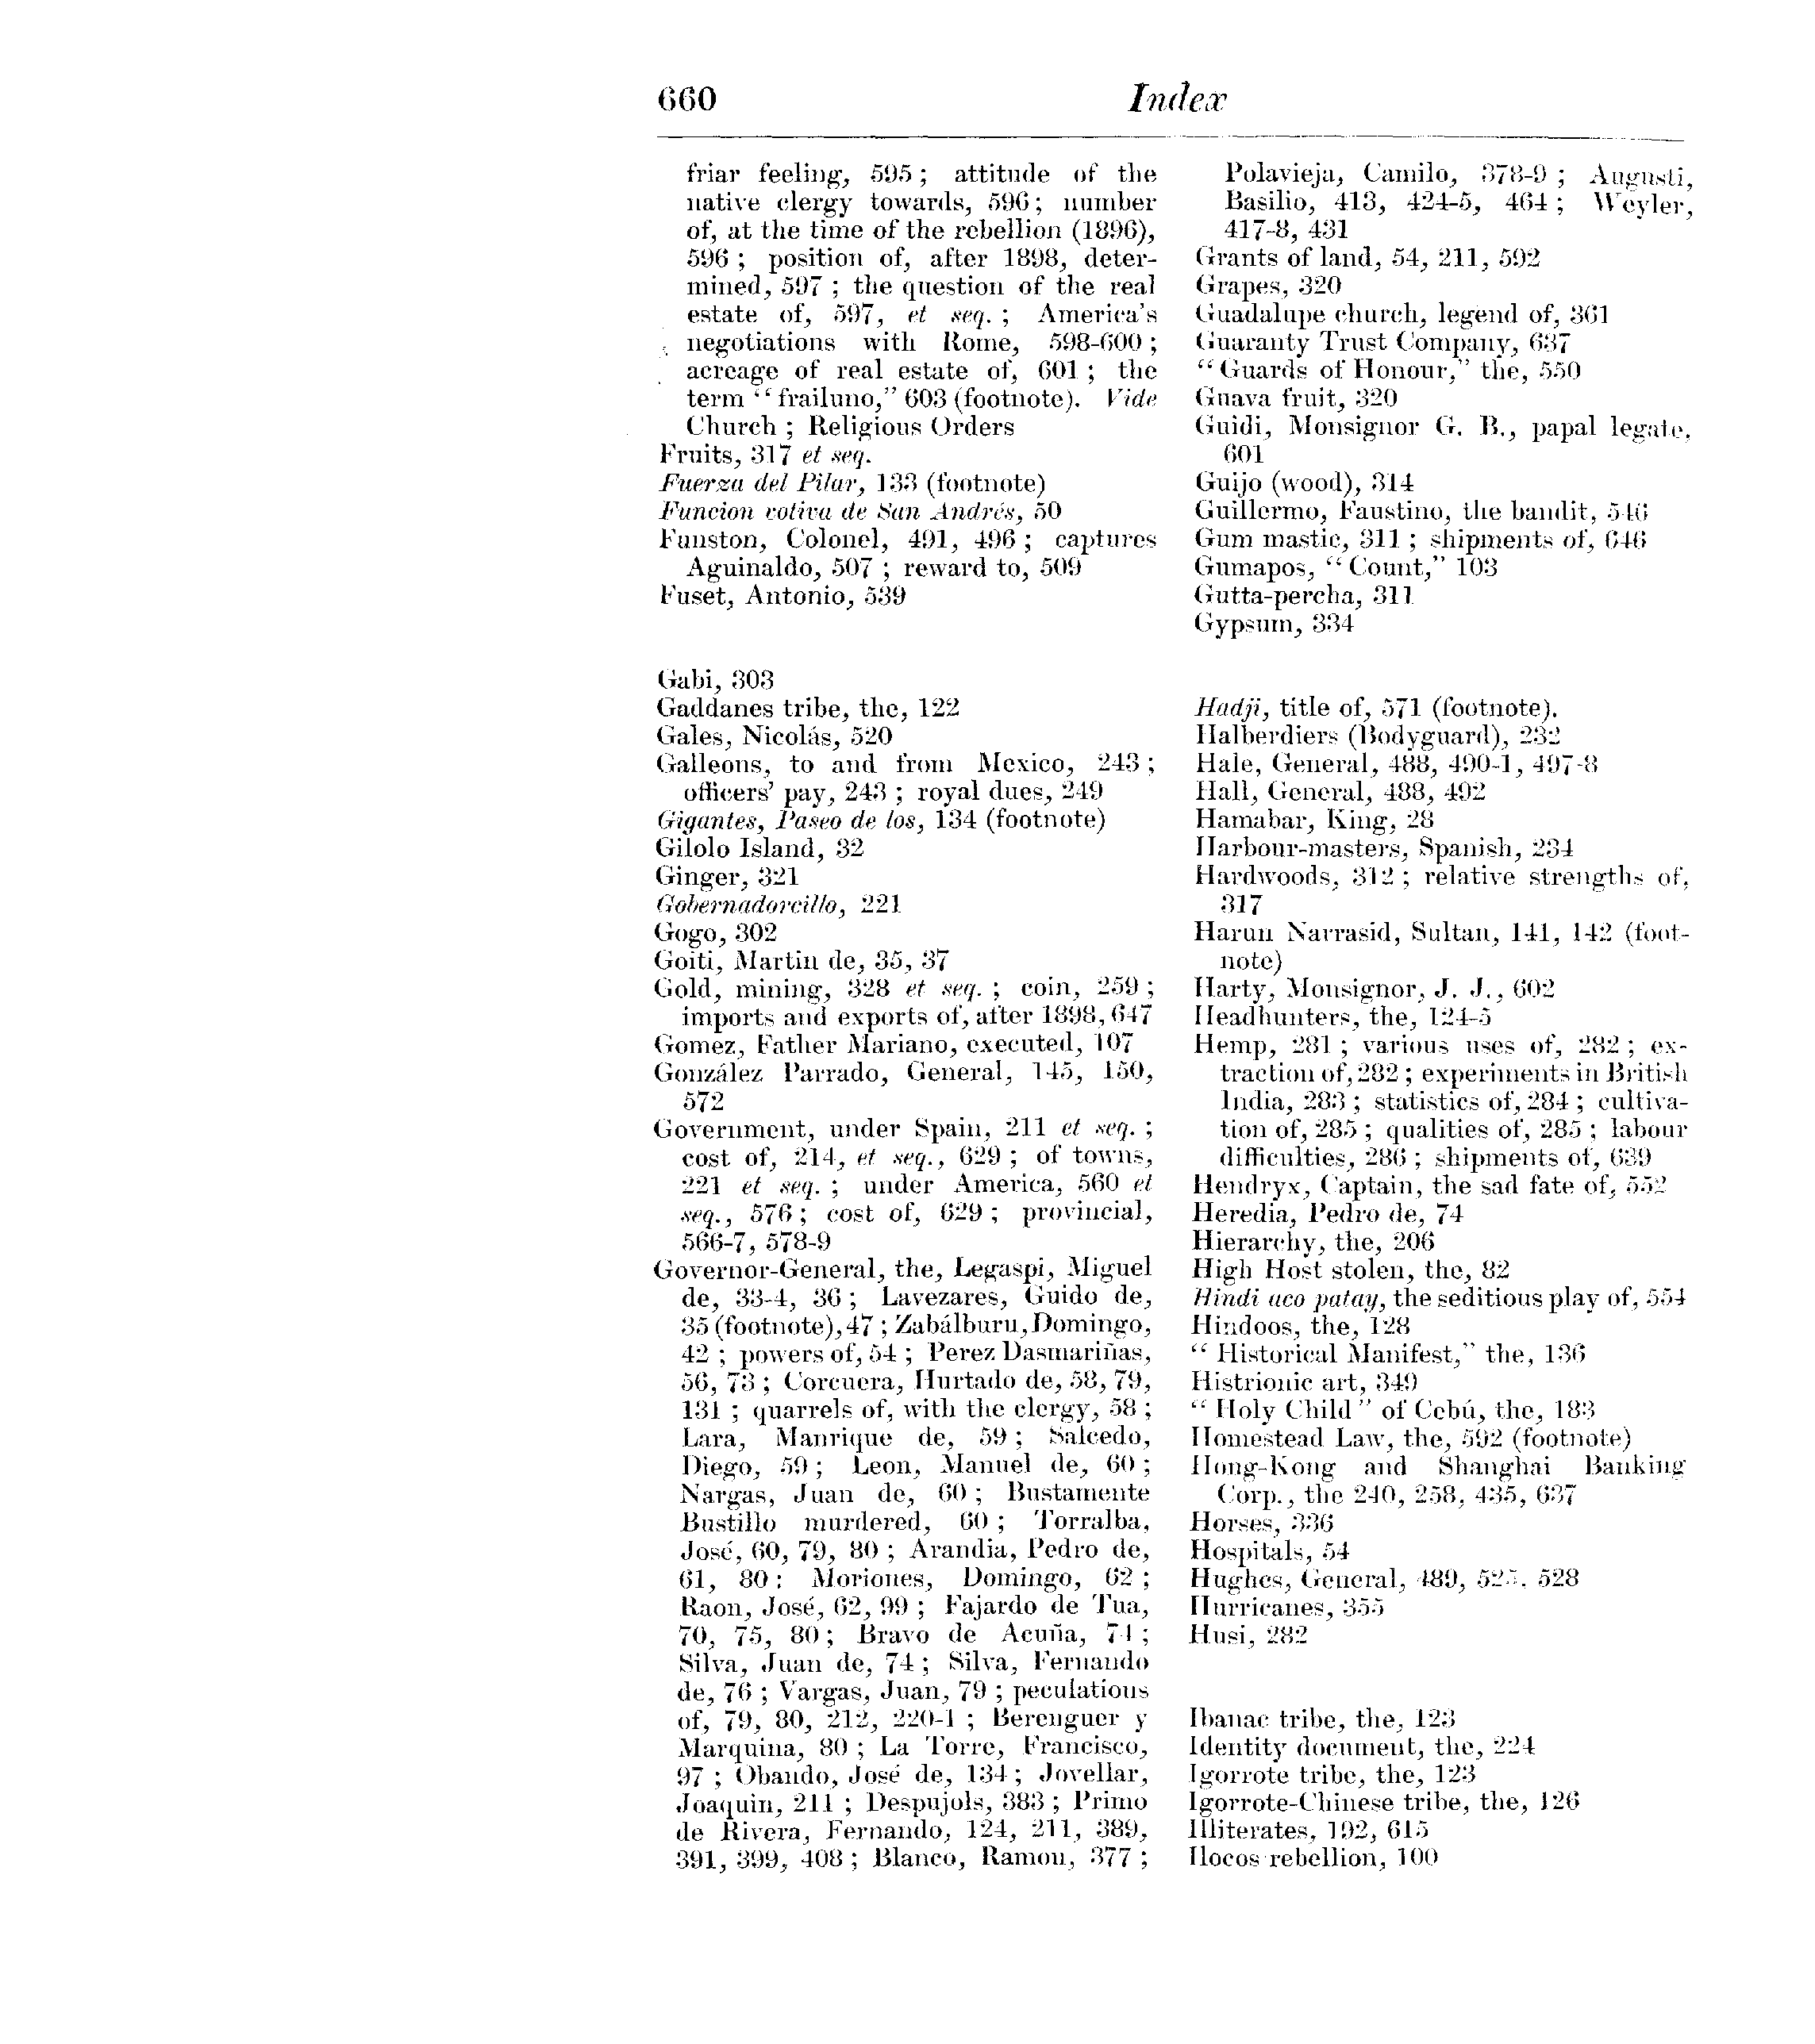 660
Index
friar feeling, 595 ; attitude of the
native clergy towards, 596 ; number
of, at the time of the rebellion (1896),
596 ; position of, after 1898, deter-
mined, 597 ; the question of the real
estate of, 597, et seq. ; America's
negotiations with Rome, 598-600 ;
acreage of real estate of, 601 ; the
term "frailuno," 603 (footnote). Vide
Church ; Religious Orders
Fruits, 317 et seq.
Fuerza del Pilar, 133 (footnote)
Funcion votiva de San Andrés, 50
Funston, Colonel, 491, 496 ; captures
Aguinaldo, 507 ; reward to, 509
Fuset, Antonio, 539
Gabi, 303
Gaddanes tribe, the, 122
Gales, Nicolás, 520
Galleons, to and from Mexico, 243 ;
officers' pay, 243 ; royal dues, 249
Gigantes, Paseo de los, 134 (footnote)
Gilolo Island, 32
Ginger, 321
Gobernadorcillo, 221
Gogo, 302
Goiti, Martin de, 35, 37
Gold, mining, 328 et seq. ; coin, 259 ;
imports and exports of, after 1898, 647
Gomez, Father Mariano, executed, 107
González Parrado, General, 145, 150,
572
Government, under Spain, 211 et seq. ;
cost of, 214, et seq., 629 ; of towns,
221 et seq. ; under America, 560 et
seq., 576 ; cost of, 629 ; provincial,
566-7, 578-9
Governor-General, the, Legaspi, Miguel
de, 33-4, 36 ; Lavezares, Guido de,
35 (footnote), 47 ; Zabálburu, Domingo,
42 ; powers of, 54 ; Perez Dasmariñas,
56, 73 ; Corcuera, Hurtado de, 58, 79,
131 ; quarrels of, with the clergy, 58 ;
Lara, Manrique de, 59 ; Salcedo,
Diego, 59 ; Leon, Manuel de, 60 ;
Nargas, Juan de, 60 ; Bustamente
Bustillo murdered, 60 ; Torralba,
José, 60, 79, 80 ; Arandia, Pedro de,
61, 80 ; Moriones, Domingo, 62 ;
Raon, José, 62, 99 ; Fajardo de Tua,
70, 75, 80 ; Bravo de Acuña, 74 ;
Silva, Juan de, 74 ; Silva, Fernando
de, 76 ; Vargas, Juan, 79 ; peculations
of, 79, 80, 212, 220-1 ; Berenguer y
Marquina, 80 ; La Torre, Francisco,
97 ; Obando, José de, 134 ; Jovellar,
Joaquin, 211 ; Despujols, 383 ; Primo
de Rivera, Fernando, 124, 211, 389,
391, 399, 408 ; Blanco, Ramon, 377 ;
Polavieja, Camilo, 378-9 ; Augusti,
Basilio, 413, 424-5, 464 ; Weyler,
417-8, 431
Grants of land, 54, 211, 592
Grapes, 320
Guadalupe church, legend of, 361
Guaranty Trust Company, 637
"Guards of Honour," the, 550
Guava fruit, 320
Guidi, Monsignor G. B., papal legate,
601
Guijo (wood), 314
Guillermo, Faustino, the bandit, 546
Gum mastic, 311 ; shipments of, 646
Gumapos, "Count," 103
Gutta-percha, 311
Gypsum, 334
Hadji, title of, 571 (footnote).
Halberdiers (Bodyguard), 232
Hale, General, 488, 490-1, 497-8
Hall, General, 488, 492
Hamabar, King, 28
Harbour-masters, Spanish, 234
Hardwoods, 312 ; relative strengths of,
317
Harun Narrasid, Sultan, 141, 142 (foot-
note)
Harty, Monsignor, J. J., 602
Headhunters, the, 124-5
Hemp, 281 ; various uses of, 282 ; ex-
traction of, 282 ; experiments in British
India, 283 ; statistics of, 284 ; cultiva-
tion of, 285 ; qualities of, 285 ; labour
difficulties, 286 ; shipments of, 639
Hendryx, Captain, the sad fate of, 552
Heredia, Pedro de, 74
Hierarchy, the, 206
High Host stolen, the, 82
Hindi aco patay, the seditious play of, 554
Hindoos, the, 128
" Historical Manifest," the, 136
Histrionic art, 349
" Holy Child " of Cebú, the, 183
Homestead Law, the, 592 (footnote)
Hong-Kong and Shanghai Banking
Corp., the 240, 258, 435, 637
Horses, 336
Hospitals, 54
Hughes, General, 489, 528
Hurricanes, 355
Husi, 282
Ibanac tribe, the, 123
Identity document, the, 224
Igorrote tribe, the, 123
Igorrote-Chinese tribe, the, 126
Illiterates, 192, 615
Ilocos rebellion, 100